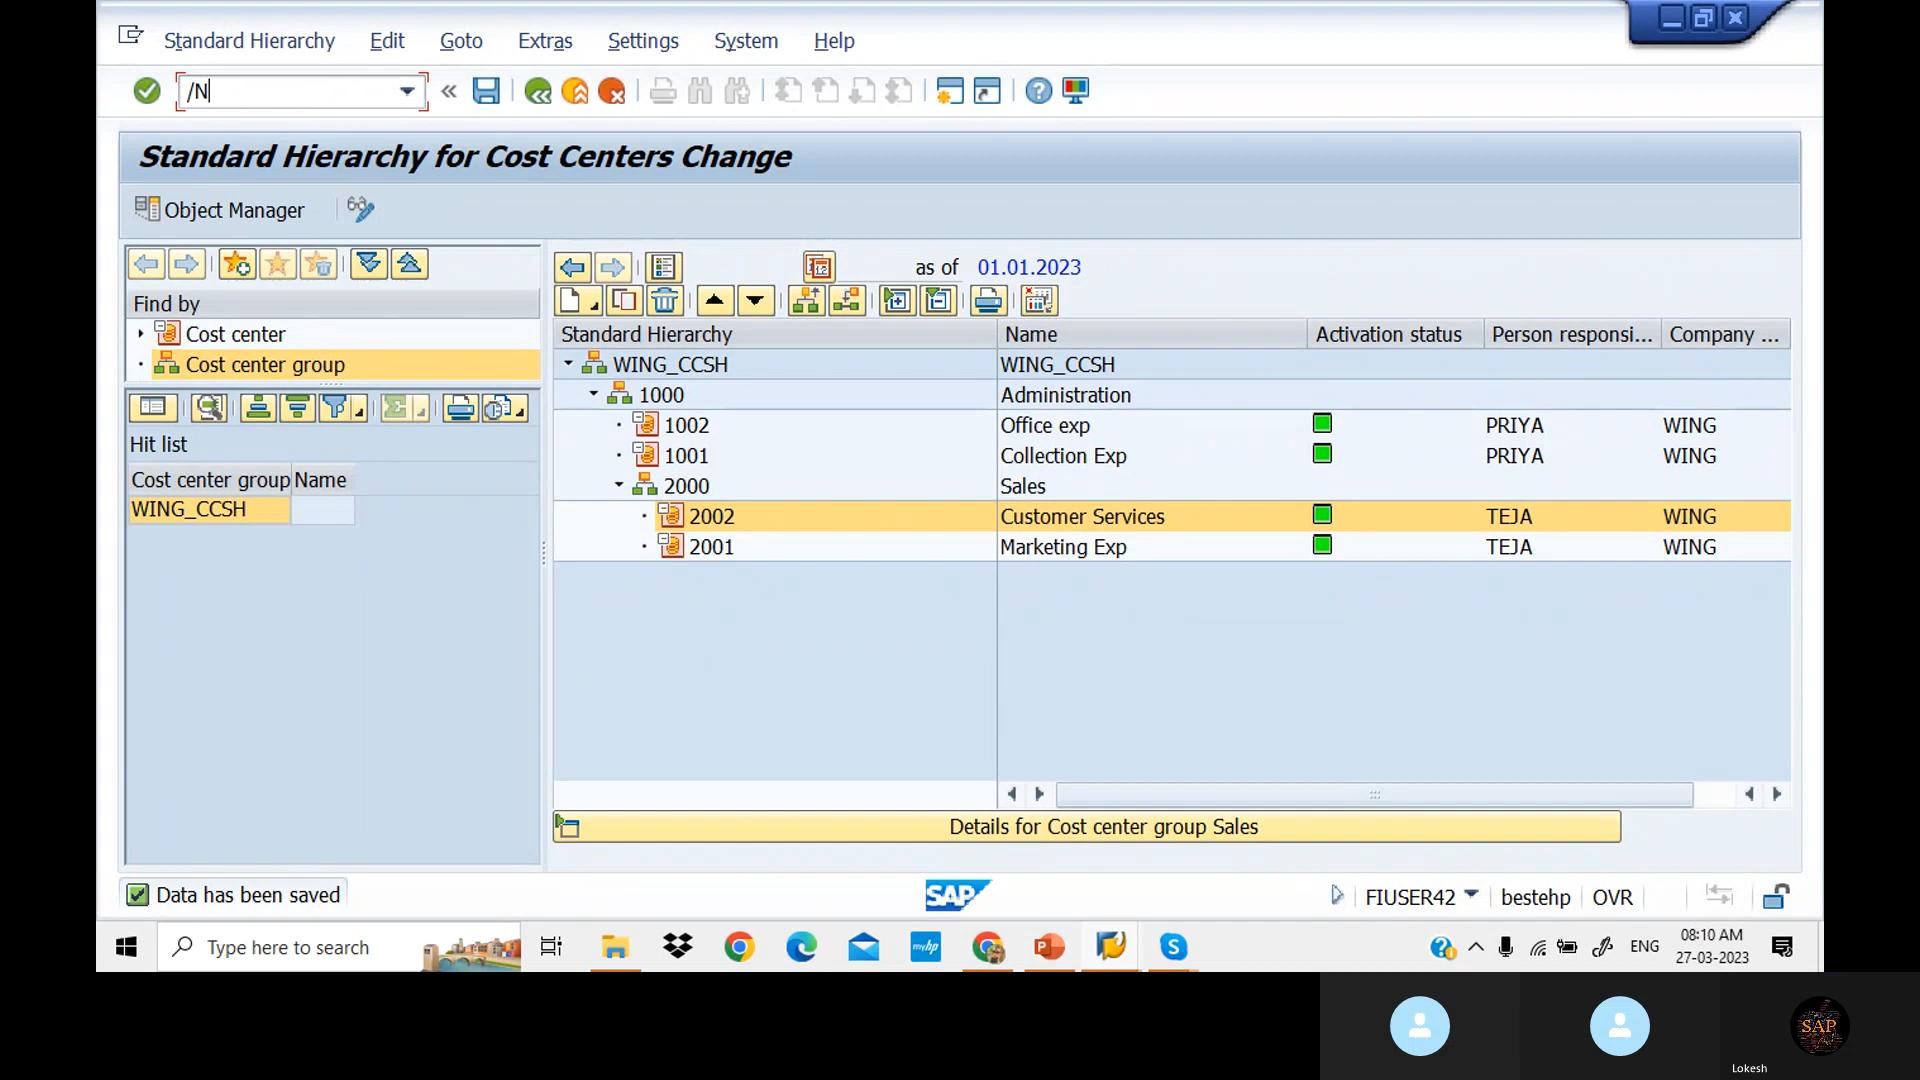 Standard Hierarchy Edit Goto Extras Settings System Help
/N
Standard Hierarchy for Cost Centers Change
Object Manager
as of 01.01.2023
Find by
Cost center
Cost center group
Hit list
Cost center group Name
WING_CCSH
Standard Hierarchy Name Activation status Person responsi... Company ...
WING_CCSH WING_CCSH
1000 Administration
1002 Office exp PRIYA WING
1001 Collection Exp PRIYA WING
2000 Sales
2002 Customer Services TEJA WING
2001 Marketing Exp TEJA WING
Details for Cost center group Sales
Data has been saved
SAP
FIUSER42 bestehp OVR
Type here to search
myhp
ENG
08:10 AM
27-03-2023
SAP
Lokesh